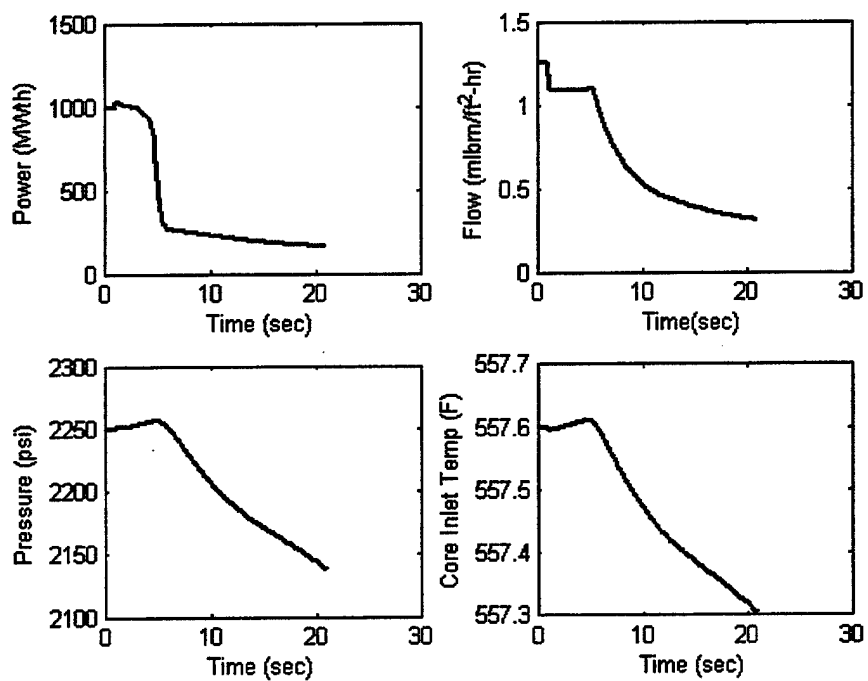 1500
1000
500
0
Power (MWth)
0 10 20 30
Time (sec)
1.5
1
0.5
0
Flow (mlbm/ft²-hr)
0 10 20 30
Time(sec)
2300
2250
2200
2150
2100
Pressure (psi)
0 10 20 30
Time (sec)
557.7
557.6
557.5
557.4
557.3
Core Inlet Temp (F)
0 10 20 30
Time (sec)